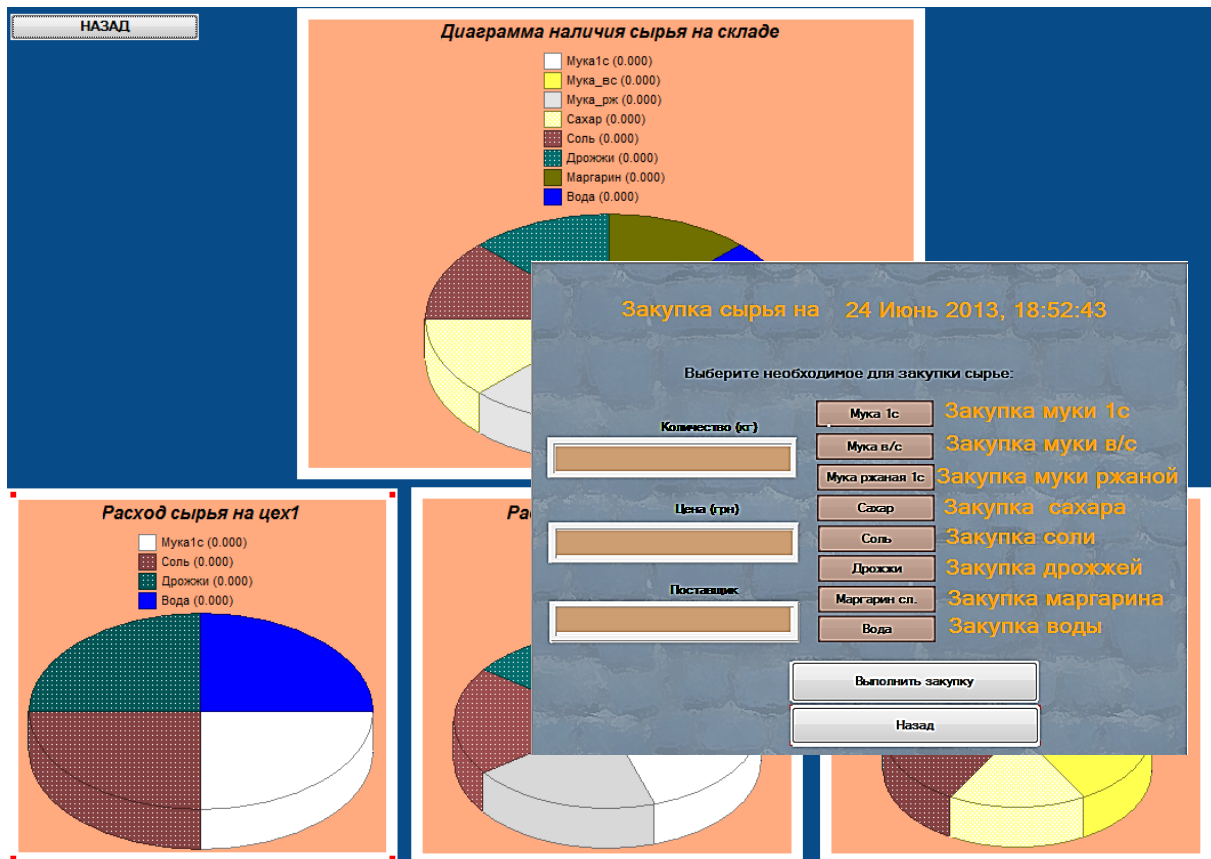 НАЗАД
Диаграмма наличия сырья на складе
Мука1с (0.000)
Мука_вс (0.000)
Мука_рж (0.000)
Сахар (0.000)
Соль (0.000)
Дрожжи (0.000)
Маргарин (0.000)
Вода (0.000)
Закупка сырья на 24 Июнь 2013, 18:52:43
Выберите необходимое для закупки сырье:
Количество (кг)
Цена (грн)
Поставщик
Мука 1с Закупка муки 1с
Мука в/с Закупка муки в/с
Мука ржаная 1с Закупка муки ржаной
Сахар Закупка сахара
Соль Закупка соли
Дрожжи Закупка дрожжей
Маргарин сл. Закупка маргарина
Вода Закупка воды
Выполнить закупку
Назад
Расход сырья на цех1
Мука1с (0.000)
Соль (0.000)
Дрожжи (0.000)
Вода (0.000)